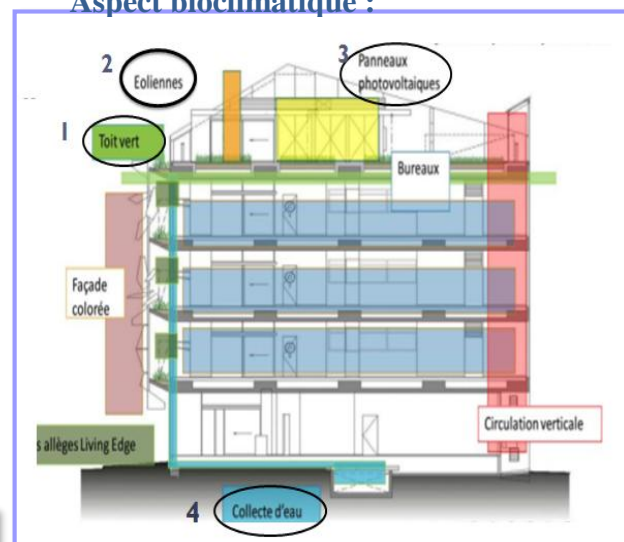 Aspect bioclimatique :
2
Eoliennes
3
Panneaux
photovoltaiques
1
Toit vert
Bureaux
Façade
colorée
s allèges Living Edge
Circulation verticale
4
Collecte d'eau